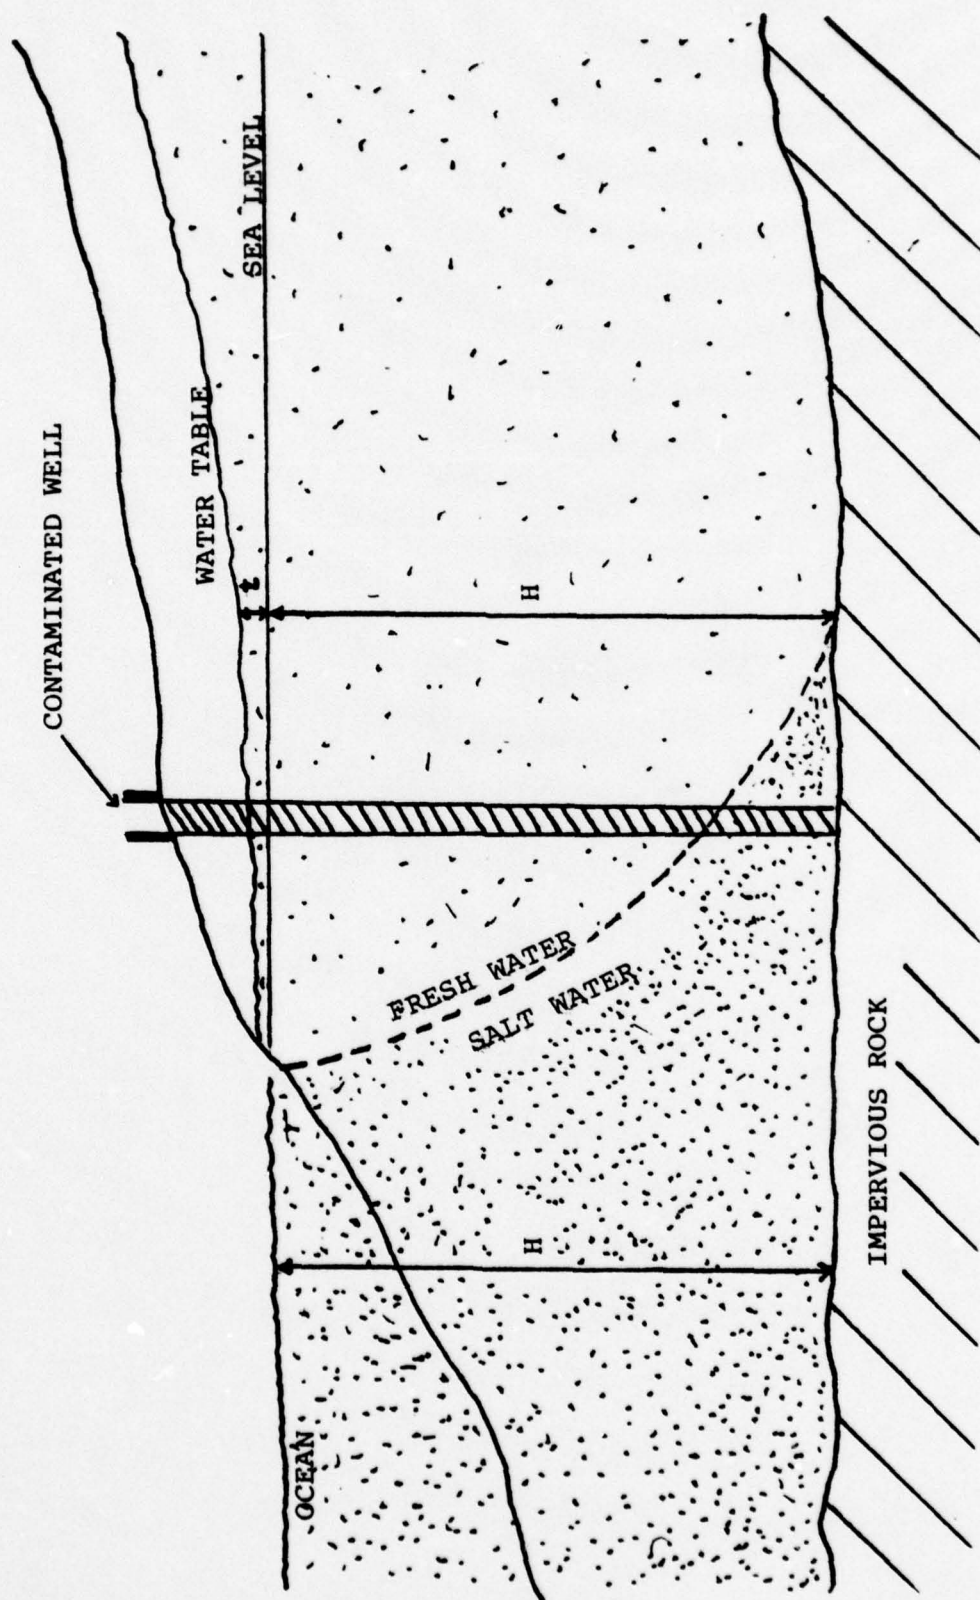 CONTAMINATED WELL
WATER TABLE
SEA LEVEL
t
H
FRESH WATER
SALT WATER
OCEAN
H
IMPERVIOUS ROCK